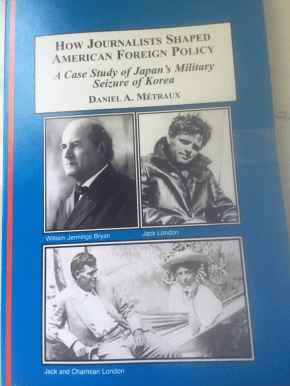 HOW JOURNALISTS SHAPED
AMERICAN FOREIGN POLICY
A Case Study of Japan's Military
Seizure of Korea
DANIEL A. MÉTRAUX
William Jennings Bryan
Jack London
Jack and Charmian London